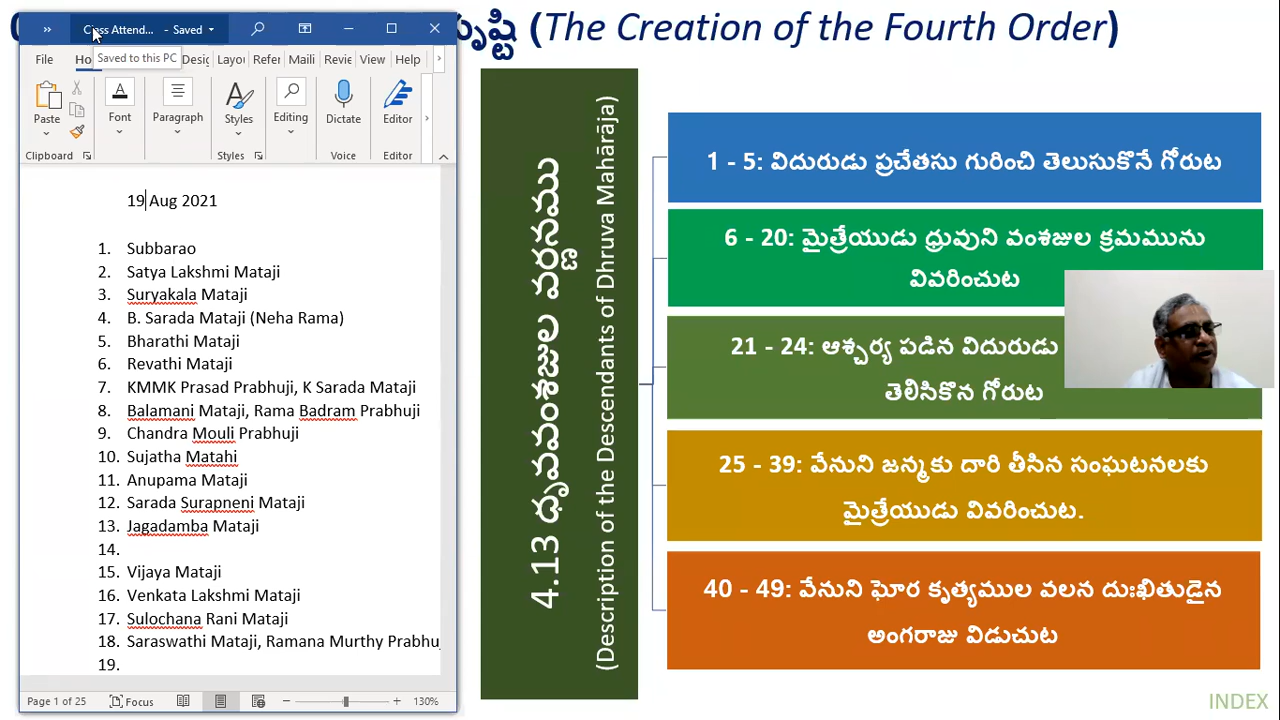 సృష్టి (The Creation of the Fourth Order)
» Class Attend... - Saved
Saved to this PC
File Desig Layou Refer Maili Revie View Help
Paste Font Paragraph Styles Editing Dictate Editor
Clipboard Styles Voice Editor
19 Aug 2021
1. Subbarao
2. Satya Lakshmi Mataji
3. Suryakala Mataji
4. B. Sarada Mataji (Neha Rama)
5. Bharathi Mataji
6. Revathi Mataji
7. KMMK Prasad Prabhuji, K Sarada Mataji
8. Balamani Mataji, Rama Badram Prabhuji
9. Chandra Mouli Prabhuji
10. Sujatha Matahi
11. Anupama Mataji
12. Sarada Surapneni Mataji
13. Jagadamba Mataji
14.
15. Vijaya Mataji
16. Venkata Lakshmi Mataji
17. Sulochana Rani Mataji
18. Saraswathi Mataji, Ramana Murthy Prabhu
19.
Page 1 of 25 Focus 130%
4.13 ధృవవంశజుల వర్ణనము
(Description of the Descendants of Dhruva Mahārāja)
1 - 5: విదురుడు ప్రచేతసు గురించి తెలుసుకొనే గోరుట
6 - 20: మైత్రేయుడు ధ్రువుని వంశజుల క్రమమును
వివరించుట
21 - 24: ఆశ్చర్య పడిన విదురుడు
తెలిసికొన గోరుట
25 - 39: వేనుని జన్మకు దారి తీసిన సంఘటనలకు
మైత్రేయుడు వివరించుట.
40 - 49: వేనుని ఘోర కృత్యముల వలన దుఃఖితుడైన
అంగరాజు విడుచుట
INDEX